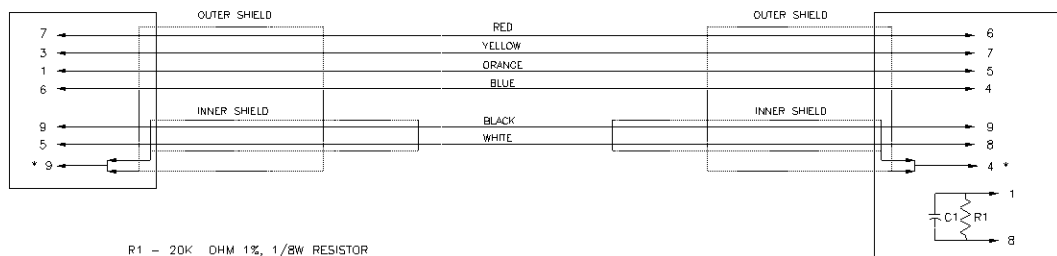 OUTER SHIELD OUTER SHIELD
7 RED 6
3 YELLOW 7
1 ORANGE 5
6 BLUE 4
INNER SHIELD INNER SHIELD
9 BLACK 9
5 WHITE 8
* 9 4 *
1
C1 R1
8
R1 - 20K OHM 1%, 1/8W RESISTOR